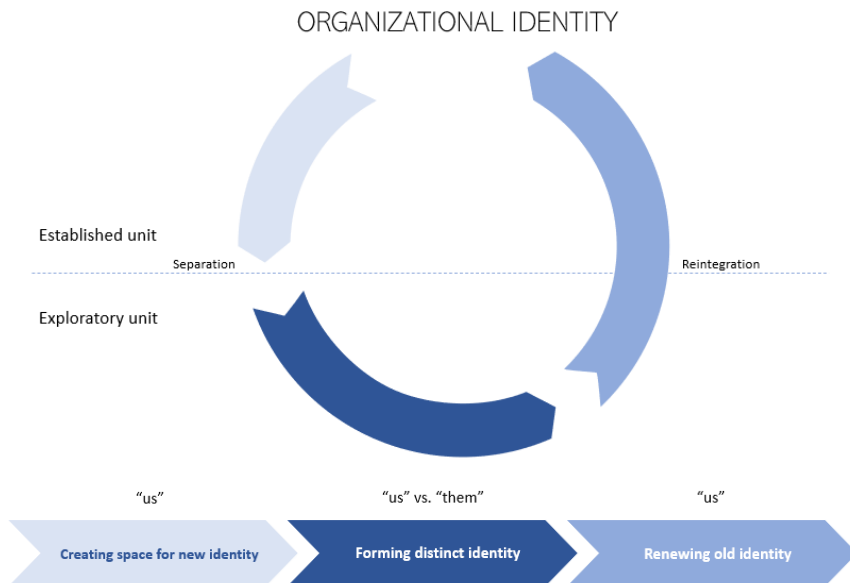 ORGANIZATIONAL IDENTITY
Established unit
Separation
Reintegration
Exploratory unit
“us”
“us” vs. “them”
“us”
Creating space for new identity
Forming distinct identity
Renewing old identity